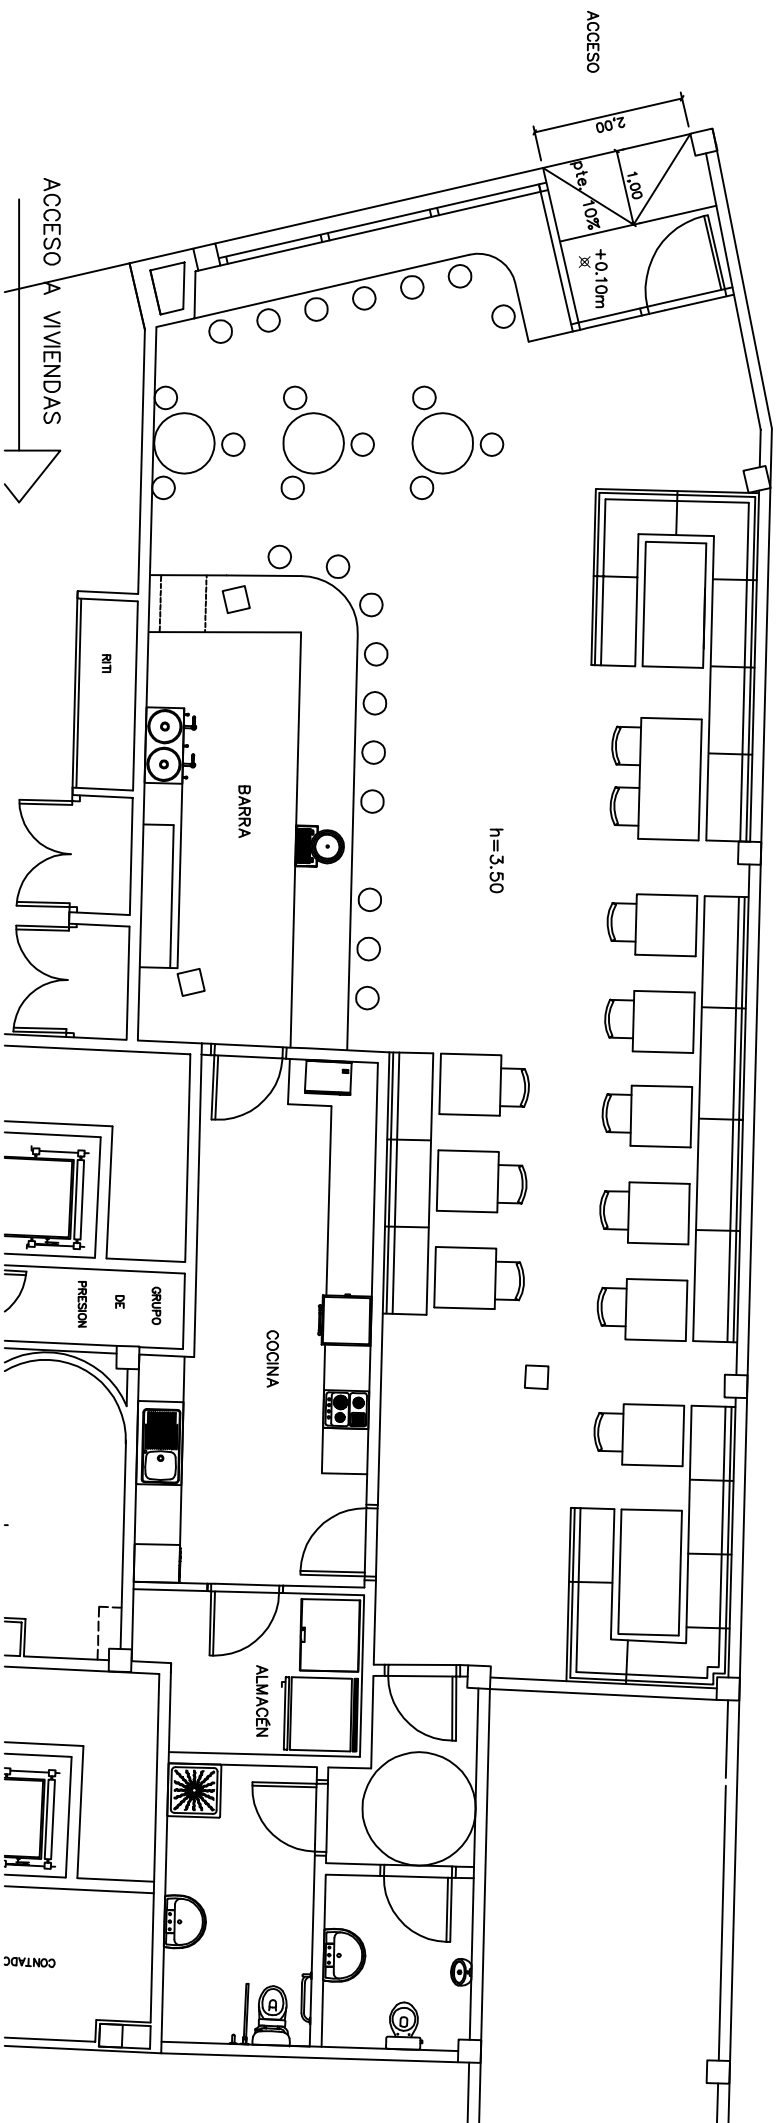 ACCESO
2,00
1.00
pte. 10%
+0.10m
ACCESO A VIVIENDAS
RITI
BARRA
h=3.50
GRUPO
DE
PRESION
COCINA
ALMACÉN
CONTADO